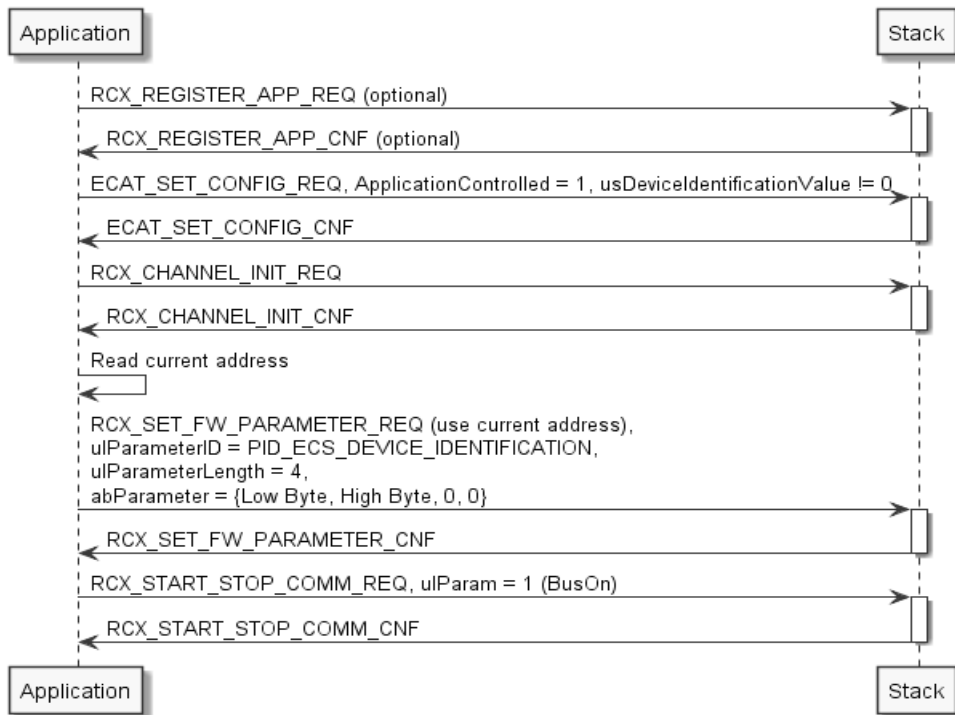 Application
Stack
RCX_REGISTER_APP_REQ (optional)
RCX_REGISTER_APP_CNF (optional)
ECAT_SET_CONFIG_REQ, ApplicationControlled = 1, usDeviceIdentificationValue != 0
ECAT_SET_CONFIG_CNF
RCX_CHANNEL_INIT_REQ
RCX_CHANNEL_INIT_CNF
Read current address
RCX_SET_FW_PARAMETER_REQ (use current address),
ulParameterID = PID_ECS_DEVICE_IDENTIFICATION,
ulParameterLength = 4,
abParameter = {Low Byte, High Byte, 0, 0}
RCX_SET_FW_PARAMETER_CNF
RCX_START_STOP_COMM_REQ, ulParam = 1 (BusOn)
RCX_START_STOP_COMM_CNF
Application
Stack